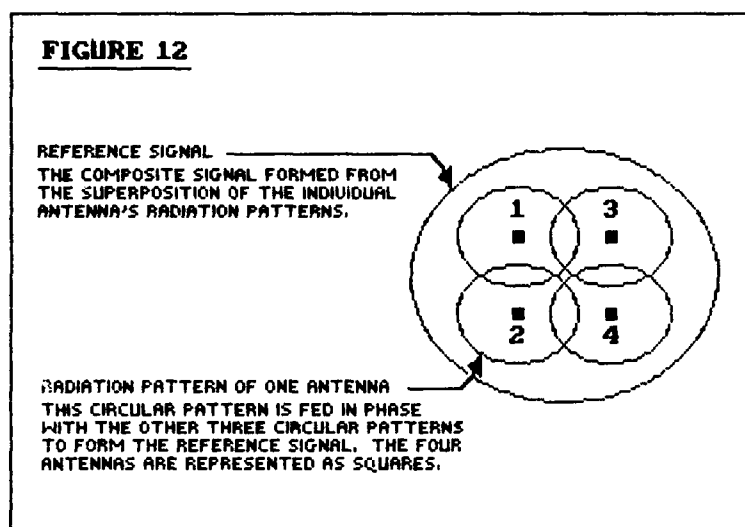 FIGURE 12
REFERENCE SIGNAL
THE COMPOSITE SIGNAL FORMED FROM
THE SUPERPOSITION OF THE INDIVIDUAL
ANTENNA'S RADIATION PATTERNS.
1 3
2 4
RADIATION PATTERN OF ONE ANTENNA
THIS CIRCULAR PATTERN IS FED IN PHASE
WITH THE OTHER THREE CIRCULAR PATTERNS
TO FORM THE REFERENCE SIGNAL. THE FOUR
ANTENNAS ARE REPRESENTED AS SQUARES.